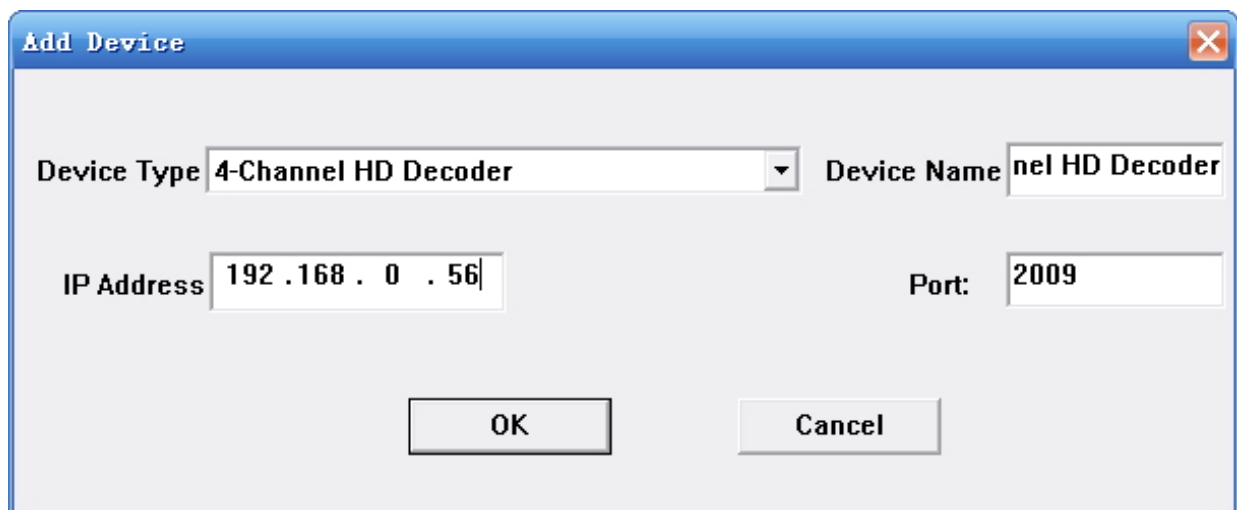 Add Device
Device Type 4-Channel HD Decoder Device Name nel HD Decoder
IP Address 192 .168 . 0 . 56 Port: 2009
OK Cancel